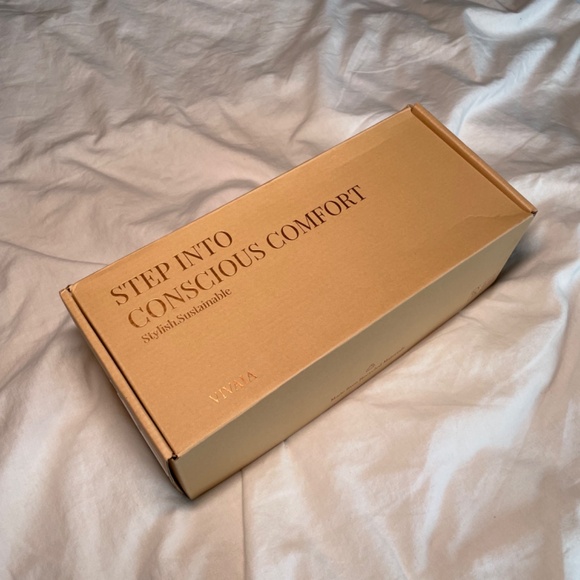 STEP INTO
CONSCIOUS COMFORT
Stylish.Sustainable
VIVAIA